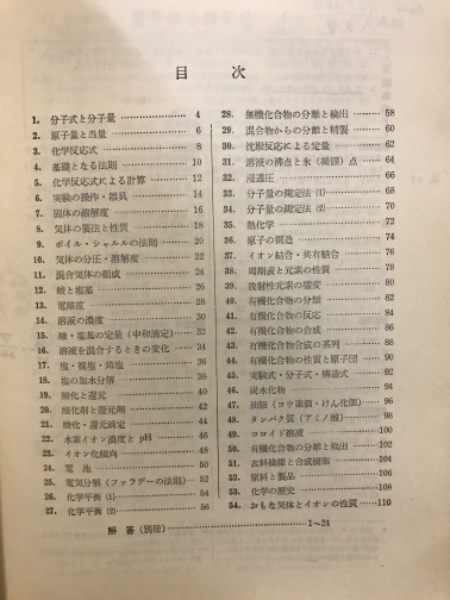 目次
1. 分子式と分子量 4
2. 原子量と当量 6
3. 化学反応式 8
4. 基礎となる法則 10
5. 化学反応式による計算 12
6. 実験の操作・器具 14
7. 固体の溶解度 16
8. 気体の製法と性質 18
9. ボイル・シャルルの法則 20
10. 気体の分圧・溶解度 22
11. 混合気体の組成 24
12. 酸と塩基 26
13. 電離度 28
14. 溶液の濃度 30
15. 酸・塩基の定量(中和滴定) 32
16. 溶液を混合するときの変化 34
17. 塩・複塩・錯塩 36
18. 塩の加水分解 38
19. 酸化と還元 40
20. 酸化剤と還元剤 42
21. 酸化・還元滴定 44
22. 水素イオン濃度と pH 46
23. イオン化傾向 48
24. 電池 50
25. 電気分解(ファラデーの法則) 52
26. 化学平衡 (1) 54
27. 化学平衡 (2) 56
28. 無機化合物の分離と検出 58
29. 混合物からの分離と精製 60
30. 沈殿反応による定量 62
31. 溶液の沸点と氷(凝固)点 64
32. 浸透圧 66
33. 分子量の測定法 (1) 68
34. 分子量の測定法 (2) 70
35. 熱化学 72
36. 原子の構造 74
37. イオン結合・共有結合 76
38. 周期表と元素の性質 78
39. 放射性元素の壊変 80
40. 有機化合物の分類 82
41. 有機化合物の反応 84
42. 有機化合物の合成 86
43. 有機化合物合成の系列 88
44. 有機化合物の性質と原子団 90
45. 実験式・分子式・構造式 92
46. 炭水化物 94
47. 油脂(ヨウ素価・けん化価) 96
48. タンパク質(アミノ酸) 98
49. コロイド溶液 100
50. 有機化合物の分離と検出 102
51. 衣料繊維と合成樹脂 104
52. 原料と製品 106
53. 化学の歴史 108
54. おもな気体とイオンの性質 110
解答(別冊) 1~24